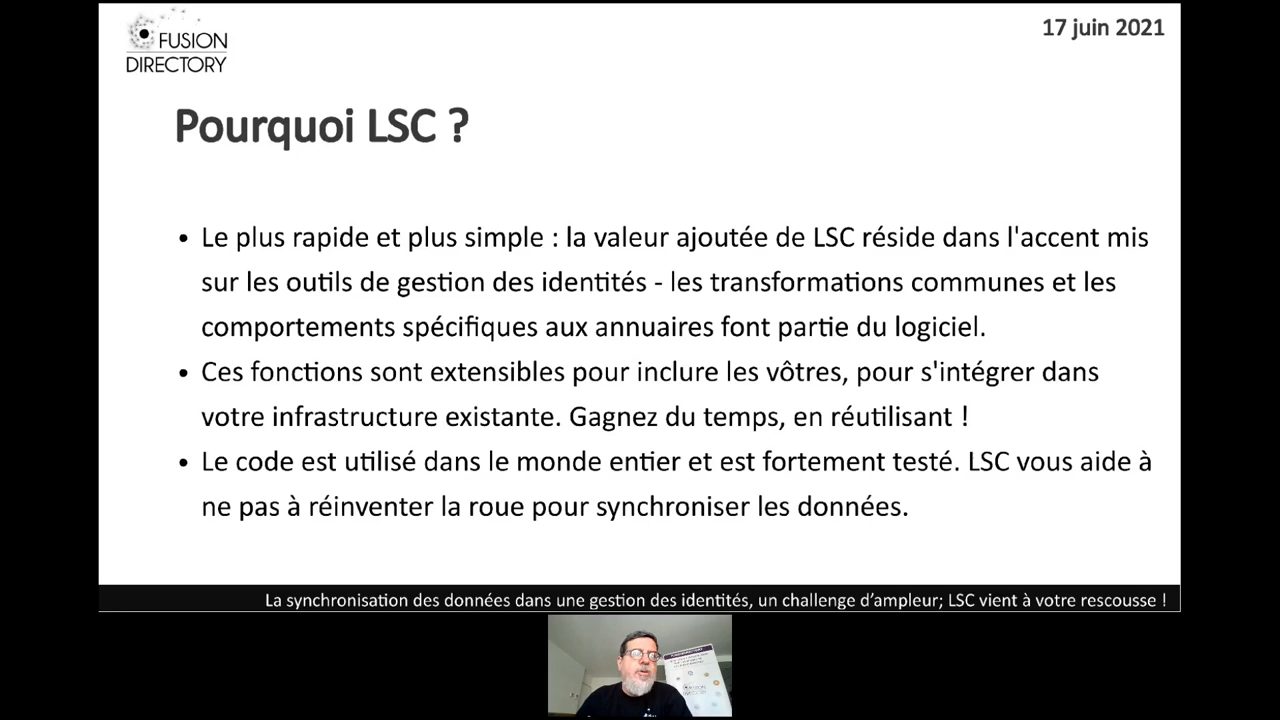 FUSION
DIRECTORY
17 juin 2021
Pourquoi LSC ?
• Le plus rapide et plus simple : la valeur ajoutée de LSC réside dans l'accent mis
sur les outils de gestion des identités - les transformations communes et les
comportements spécifiques aux annuaires font partie du logiciel.
• Ces fonctions sont extensibles pour inclure les vôtres, pour s'intégrer dans
votre infrastructure existante. Gagnez du temps, en réutilisant !
• Le code est utilisé dans le monde entier et est fortement testé. LSC vous aide à
ne pas à réinventer la roue pour synchroniser les données.
La synchronisation des données dans une gestion des identités, un challenge d’ampleur; LSC vient à votre rescousse !
FUSION